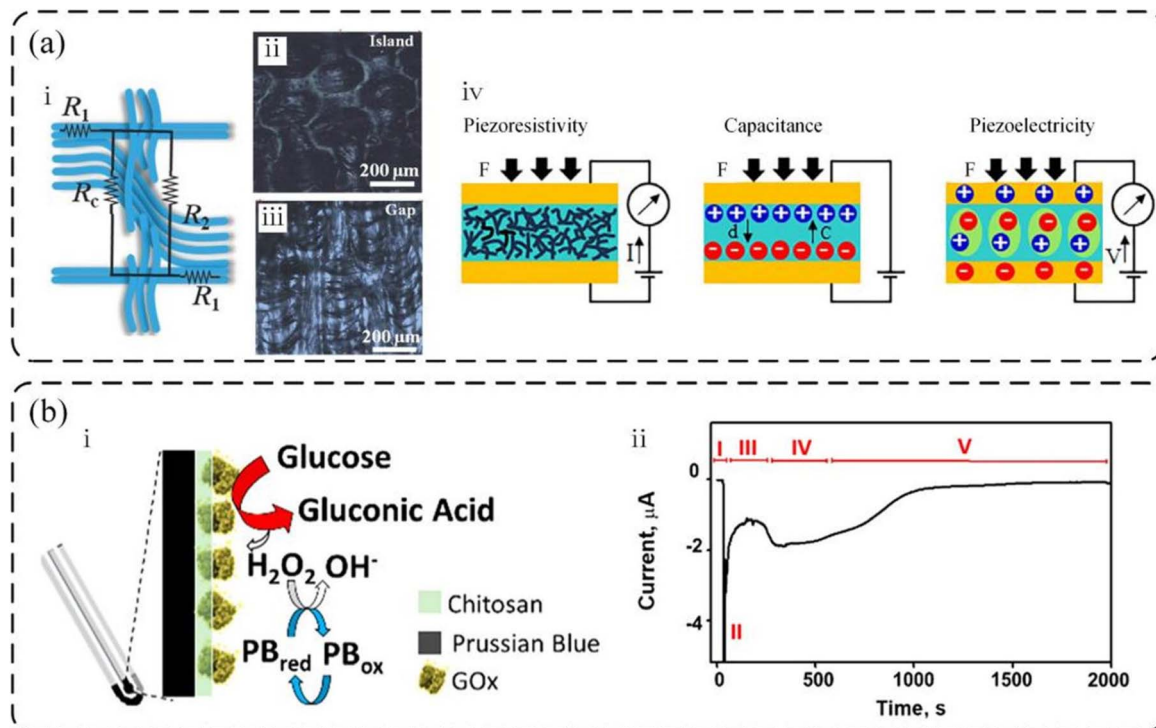 (a)
i
R1
Rc
R2
R1
ii
Island
200 μm
iii
Gap
200 μm
iv
Piezoresistivity
F
I
Capacitance
F
d
C
Piezoelectricity
F
V
(b)
i
Glucose
Gluconic Acid
H2O2 OH-
PBred PBox
Chitosan
Prussian Blue
GOx
ii
I III IV V
II
Current, μA
0
-2
-4
0 500 1000 1500 2000
Time, s